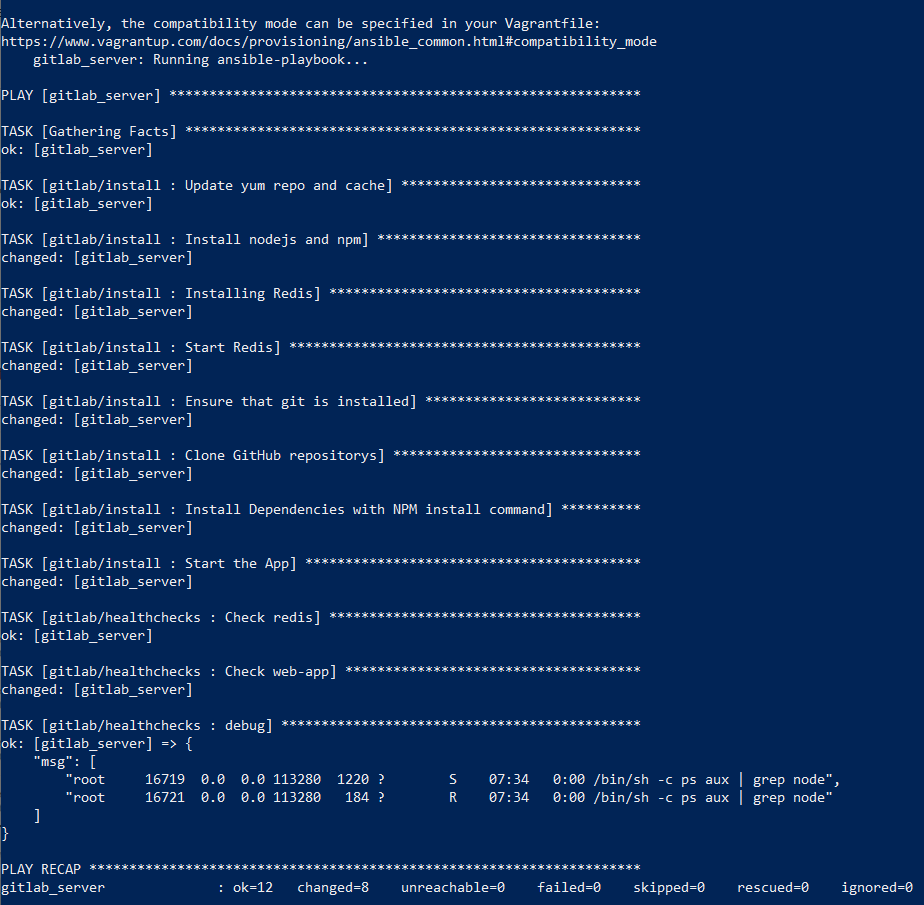 Alternatively, the compatibility mode can be specified in your Vagrantfile:
https://www.vagrantup.com/docs/provisioning/ansible_common.html#compatibility_mode
    gitlab_server: Running ansible-playbook...

PLAY [gitlab_server] ***********************************************************

TASK [Gathering Facts] *********************************************************
ok: [gitlab_server]

TASK [gitlab/install : Update yum repo and cache] ******************************
ok: [gitlab_server]

TASK [gitlab/install : Install nodejs and npm] *********************************
changed: [gitlab_server]

TASK [gitlab/install : Installing Redis] ***************************************
changed: [gitlab_server]

TASK [gitlab/install : Start Redis] ********************************************
changed: [gitlab_server]

TASK [gitlab/install : Ensure that git is installed] ***************************
changed: [gitlab_server]

TASK [gitlab/install : Clone GitHub repositorys] *******************************
changed: [gitlab_server]

TASK [gitlab/install : Install Dependencies with NPM install command] **********
changed: [gitlab_server]

TASK [gitlab/install : Start the App] ******************************************
changed: [gitlab_server]

TASK [gitlab/healthchecks : Check redis] ***************************************
ok: [gitlab_server]

TASK [gitlab/healthchecks : Check web-app] *************************************
changed: [gitlab_server]

TASK [gitlab/healthchecks : debug] *********************************************
ok: [gitlab_server] => {
    "msg": [
        "root     16719  0.0  0.0 113280  1220 ?        S    07:34   0:00 /bin/sh -c ps aux | grep node",
        "root     16721  0.0  0.0 113280   184 ?        R    07:34   0:00 /bin/sh -c ps aux | grep node"
    ]
}

PLAY RECAP *********************************************************************
gitlab_server              : ok=12   changed=8    unreachable=0    failed=0    skipped=0    rescued=0    ignored=0